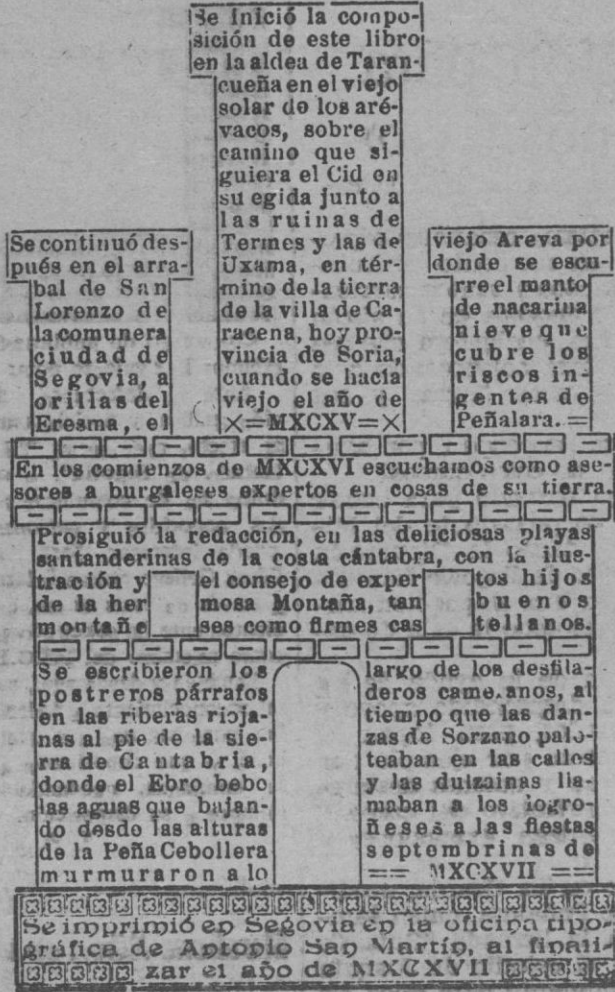 Se Inició la compo-
sición de este libro
en la aldea de Taran-
cueña en el viejo
solar de los aré-
vacos, sobre el
camino que si-
guiera el Cid en
su egida junto a
las ruinas de
Termes y las de
Uxama, en tér-
mino de la tierra
de la villa de Ca-
racena, hoy pro-
vincia de Soria,
cuando se hacía
viejo el año de
X=MXCXV=X
Se continuó des-
pués en el arra-
bal de San
Lorenzo de
la comunera
ciudad de
Segovia, a
orillas del
Eresma, el
viejo Areva por
donde se escu-
rre el manto
de nacarina
nieve que
cubre los
riscos in-
gentes de
Peñalara. =
En los comienzos de MXCXVI escuchamos como ase-
sores a burgaleses expertos en cosas de su tierra.
Prosiguió la redacción, en las deliciosas playas
santanderinas de la costa cántabra, con la ilus-
tración y el consejo de exper tos hijos
de la her mosa Montaña, tan buenos
montañe ses como firmes cas tellanos.
Se escribieron los
postreros párrafos
en las riberas rioja-
nas al pie de la sie-
rra de Cantabria,
donde el Ebro bebe
las aguas que bajan-
do desde las alturas
de la Peña Cebollera
murmuraron a lo
largo de los desfila-
deros came.anos, al
tiempo que las dan-
zas de Sorzano palo-
teaban en las calles
y las dulzainas lla-
maban a los logro-
ñeses a las fiestas
septembrinas de
== MXCXVII ==
Se imprimió en Segovia en la oficina tipo-
gráfica de Antonio San Martín, al finali-
zar el año de MXCXVII